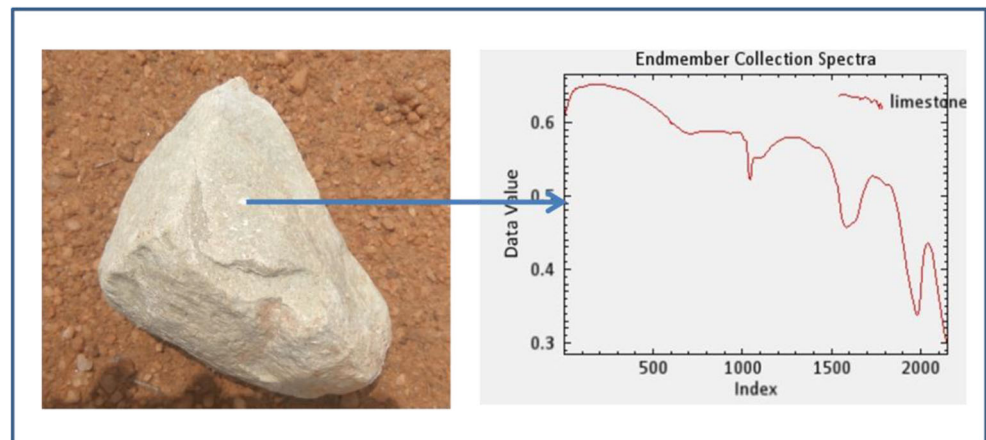 Endmember Collection Spectra
limestone
Data Value
0.6
0.5
0.4
0.3
500 1000 1500 2000
Index